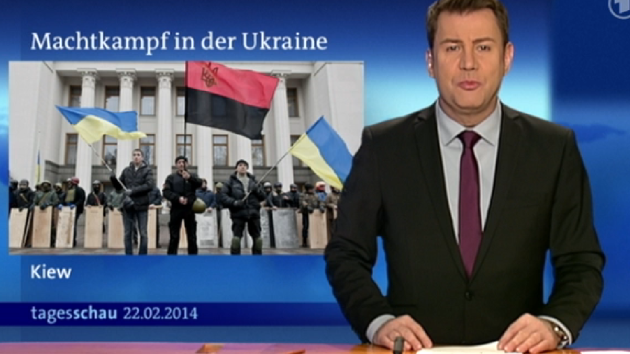 Machtkampf in der Ukraine
Kiew
tagesschau 22.02.2014